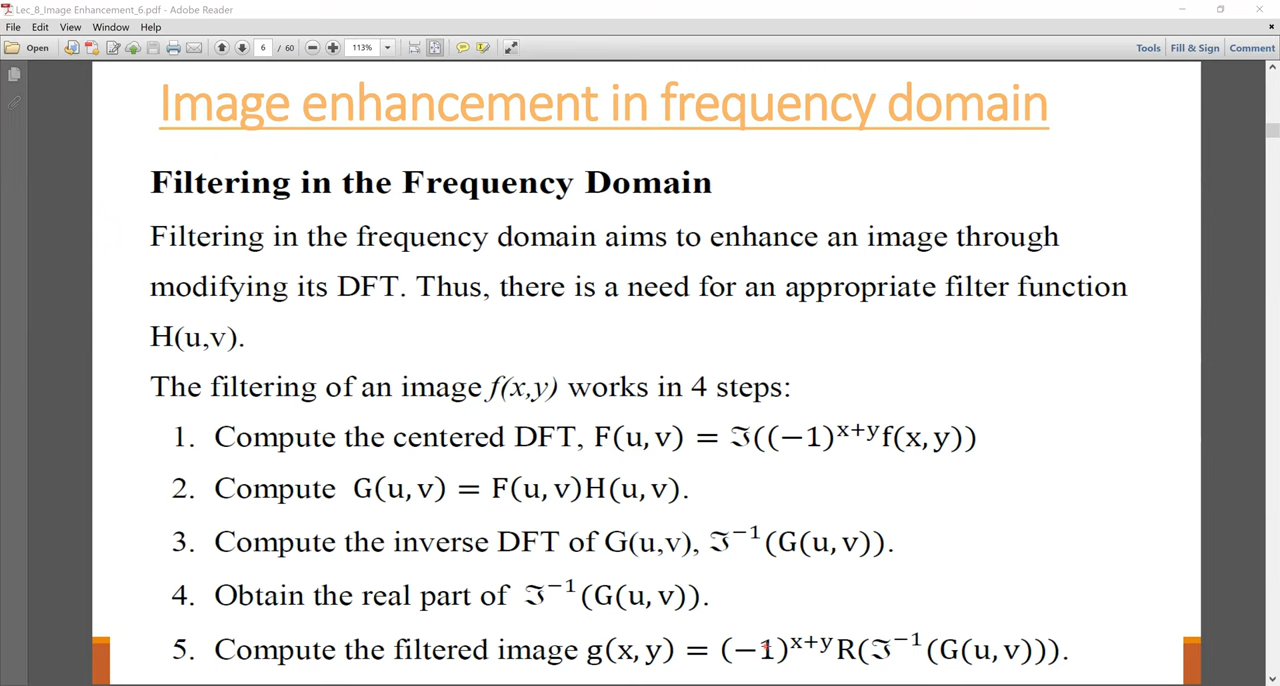 Lec_8_Image Enhancement_6.pdf - Adobe Reader
File Edit View Window Help
Open 6 / 60 113% Tools Fill & Sign Comment
Image enhancement in frequency domain
Filtering in the Frequency Domain
Filtering in the frequency domain aims to enhance an image through
modifying its DFT. Thus, there is a need for an appropriate filter function
H(u,v).
The filtering of an image f(x,y) works in 4 steps:
1. Compute the centered DFT, F(u, v) = ℑ((−1)^{x+y}f(x, y))
2. Compute G(u, v) = F(u, v)H(u, v).
3. Compute the inverse DFT of G(u,v), ℑ⁻¹(G(u, v)).
4. Obtain the real part of ℑ⁻¹(G(u, v)).
5. Compute the filtered image g(x, y) = (−1)^{x+y}R(ℑ⁻¹(G(u, v))).